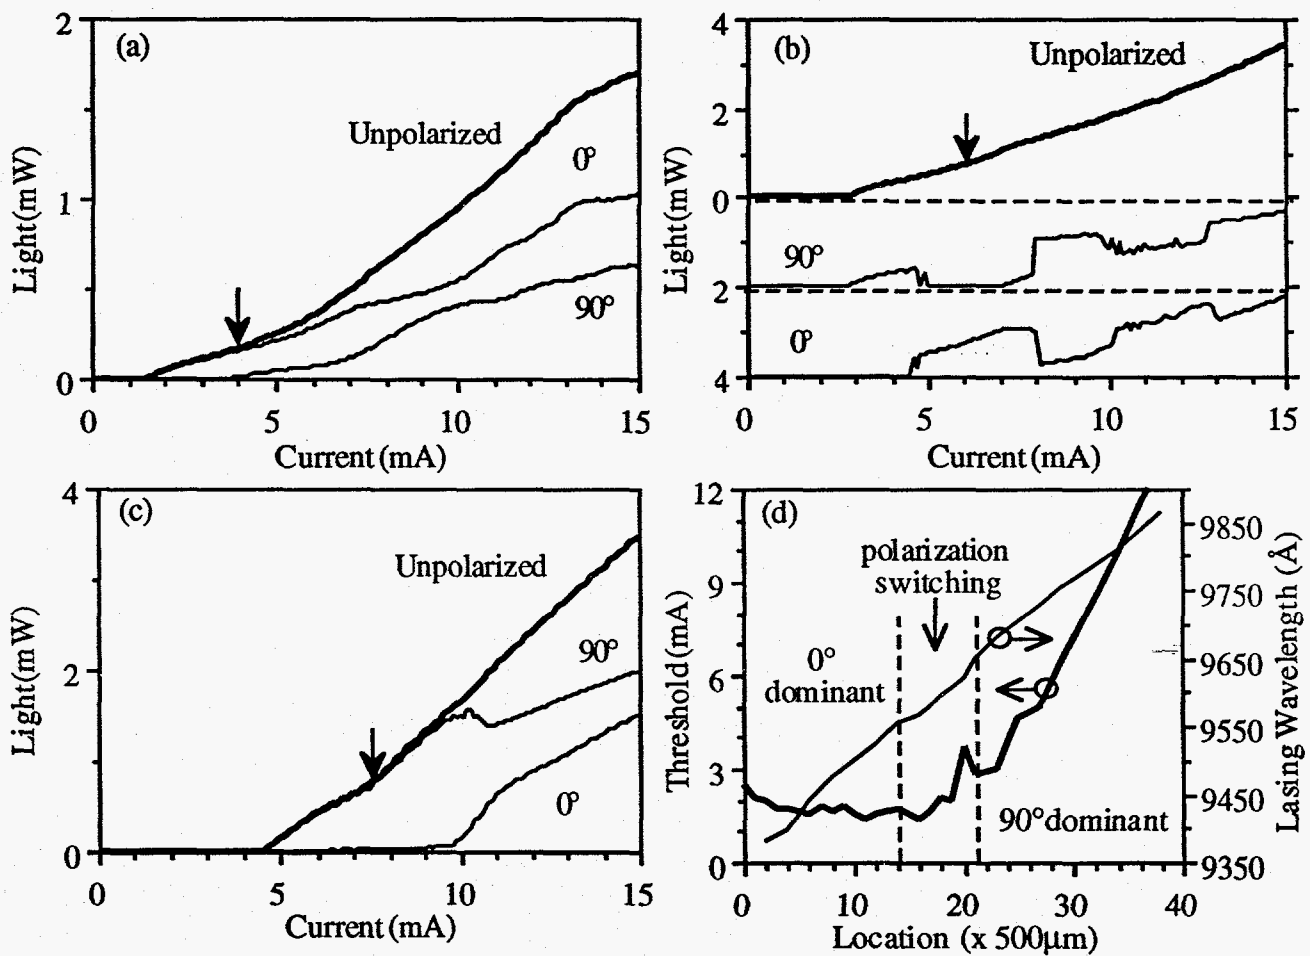 (a)
2
1
0
Light (mW)
Unpolarized
0°
90°
0 5 10 15
Current (mA)
(b)
4
2
0
2
4
Light (mW)
Unpolarized
90°
0°
0 5 10 15
Current (mA)
(c)
4
2
0
Light (mW)
Unpolarized
90°
0°
0 5 10 15
Current (mA)
(d)
12
9
6
3
0
Threshold (mA)
polarization
switching
0°
dominant
90° dominant
9850
9750
9650
9550
9450
9350
Lasing Wavelength (Å)
0 10 20 30 40
Location (x 500μm)